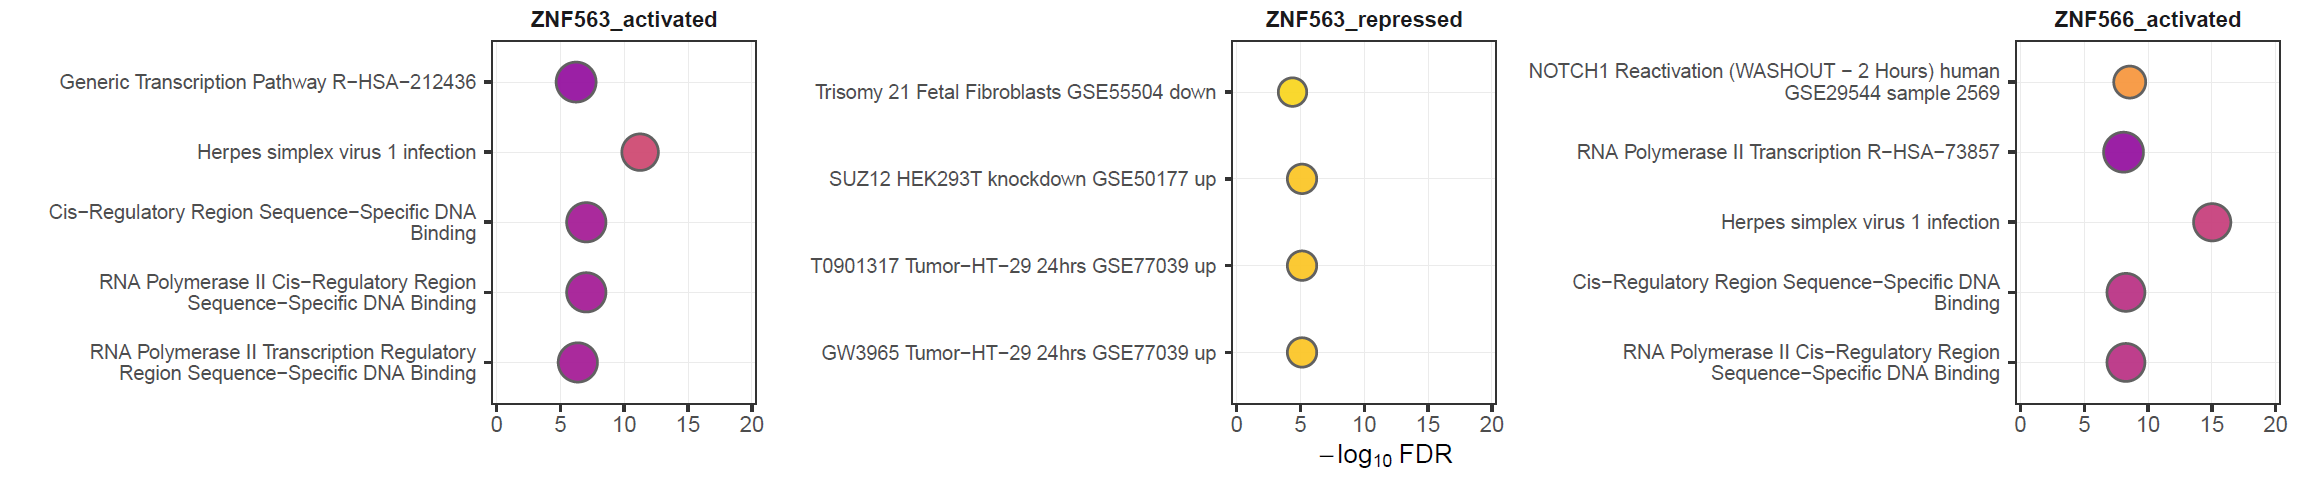 ZNF563_activated
Generic Transcription Pathway R−HSA−212436
Herpes simplex virus 1 infection
Cis−Regulatory Region Sequence−Specific DNA
Binding
RNA Polymerase II Cis−Regulatory Region
Sequence−Specific DNA Binding
RNA Polymerase II Transcription Regulatory
Region Sequence−Specific DNA Binding
0 5 10 15 20
ZNF563_repressed
Trisomy 21 Fetal Fibroblasts GSE55504 down
SUZ12 HEK293T knockdown GSE50177 up
T0901317 Tumor−HT−29 24hrs GSE77039 up
GW3965 Tumor−HT−29 24hrs GSE77039 up
0 5 10 15 20
−log₁₀ FDR
ZNF566_activated
NOTCH1 Reactivation (WASHOUT − 2 Hours) human
GSE29544 sample 2569
RNA Polymerase II Transcription R−HSA−73857
Herpes simplex virus 1 infection
Cis−Regulatory Region Sequence−Specific DNA
Binding
RNA Polymerase II Cis−Regulatory Region
Sequence−Specific DNA Binding
0 5 10 15 20